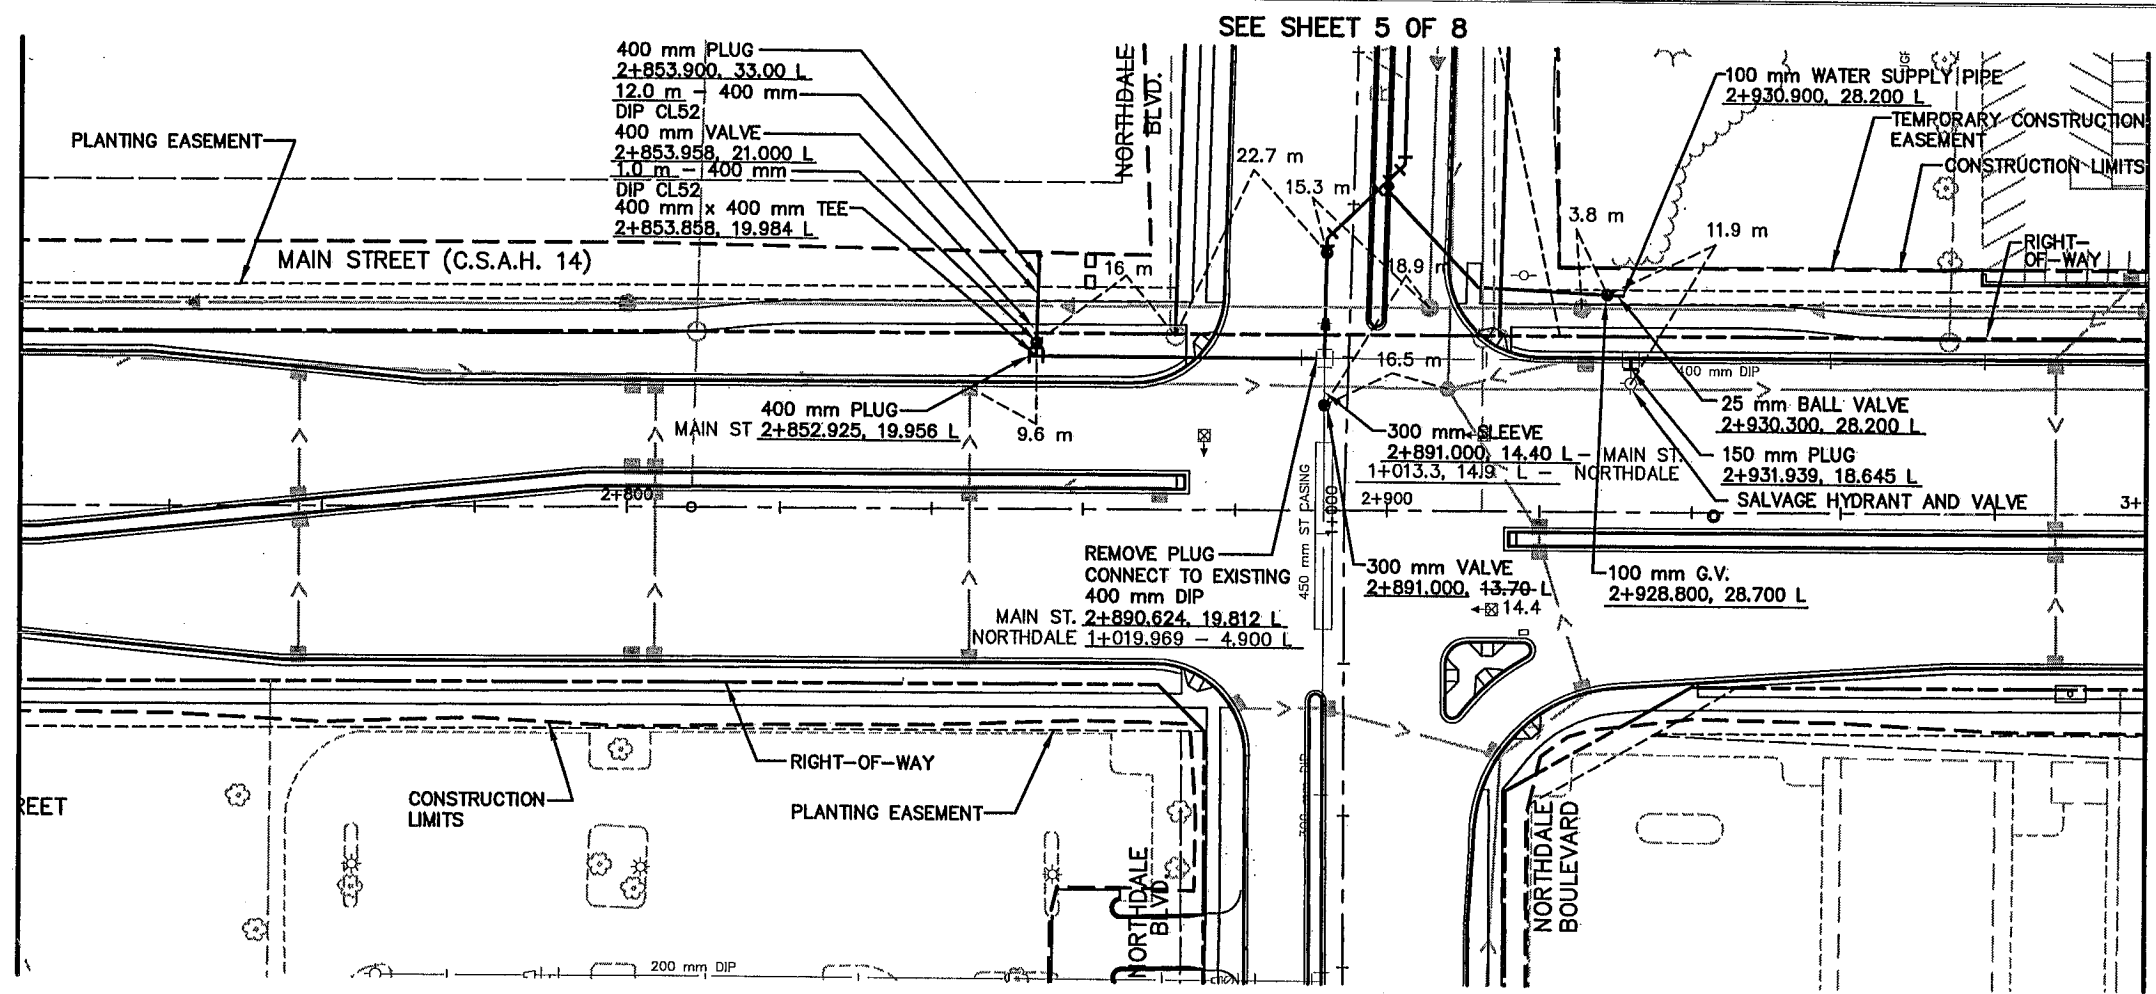 SEE SHEET 5 OF 8
400 mm PLUG
2+853.900, 33.00 L
12.0 m - 400 mm
DIP CL52
400 mm VALVE
2+853.958, 21.000 L
1.0 m - 400 mm
DIP CL52
400 mm x 400 mm TEE
2+853.858, 19.984 L
NORTHDALE
BLVD.
100 mm WATER SUPPLY PIPE
2+930.900, 28.200 L
TEMPORARY CONSTRUCTION
EASEMENT
CONSTRUCTION LIMITS
PLANTING EASEMENT
22.7 m
15.3 m
3.8 m
11.9 m
RIGHT-
OF-WAY
MAIN STREET (C.S.A.H. 14)
16 m
18.9 m
16.5 m
400 mm DIP
400 mm PLUG
MAIN ST 2+852.925, 19.956 L
9.6 m
25 mm BALL VALVE
2+930.300, 28.200 L
300 mm SLEEVE
2+891.000, 14.40 L - MAIN ST.
1+013.3, 14.9 L - NORTHDALE
150 mm PLUG
2+931.939, 18.645 L
SALVAGE HYDRANT AND VALVE
2+800
2+900
3+
1+000
450 mm ST CASING
REMOVE PLUG
CONNECT TO EXISTING
400 mm DIP
MAIN ST. 2+890.624, 19.812 L
NORTHDALE 1+019.969 - 4.900 L
300 mm VALVE
2+891.000, 13.70 L
14.4
100 mm G.V.
2+928.800, 28.700 L
RIGHT-OF-WAY
CONSTRUCTION
LIMITS
PLANTING EASEMENT
REET
NORTHDALE
BLVD.
NORTHDALE
BOULEVARD
200 mm DIP